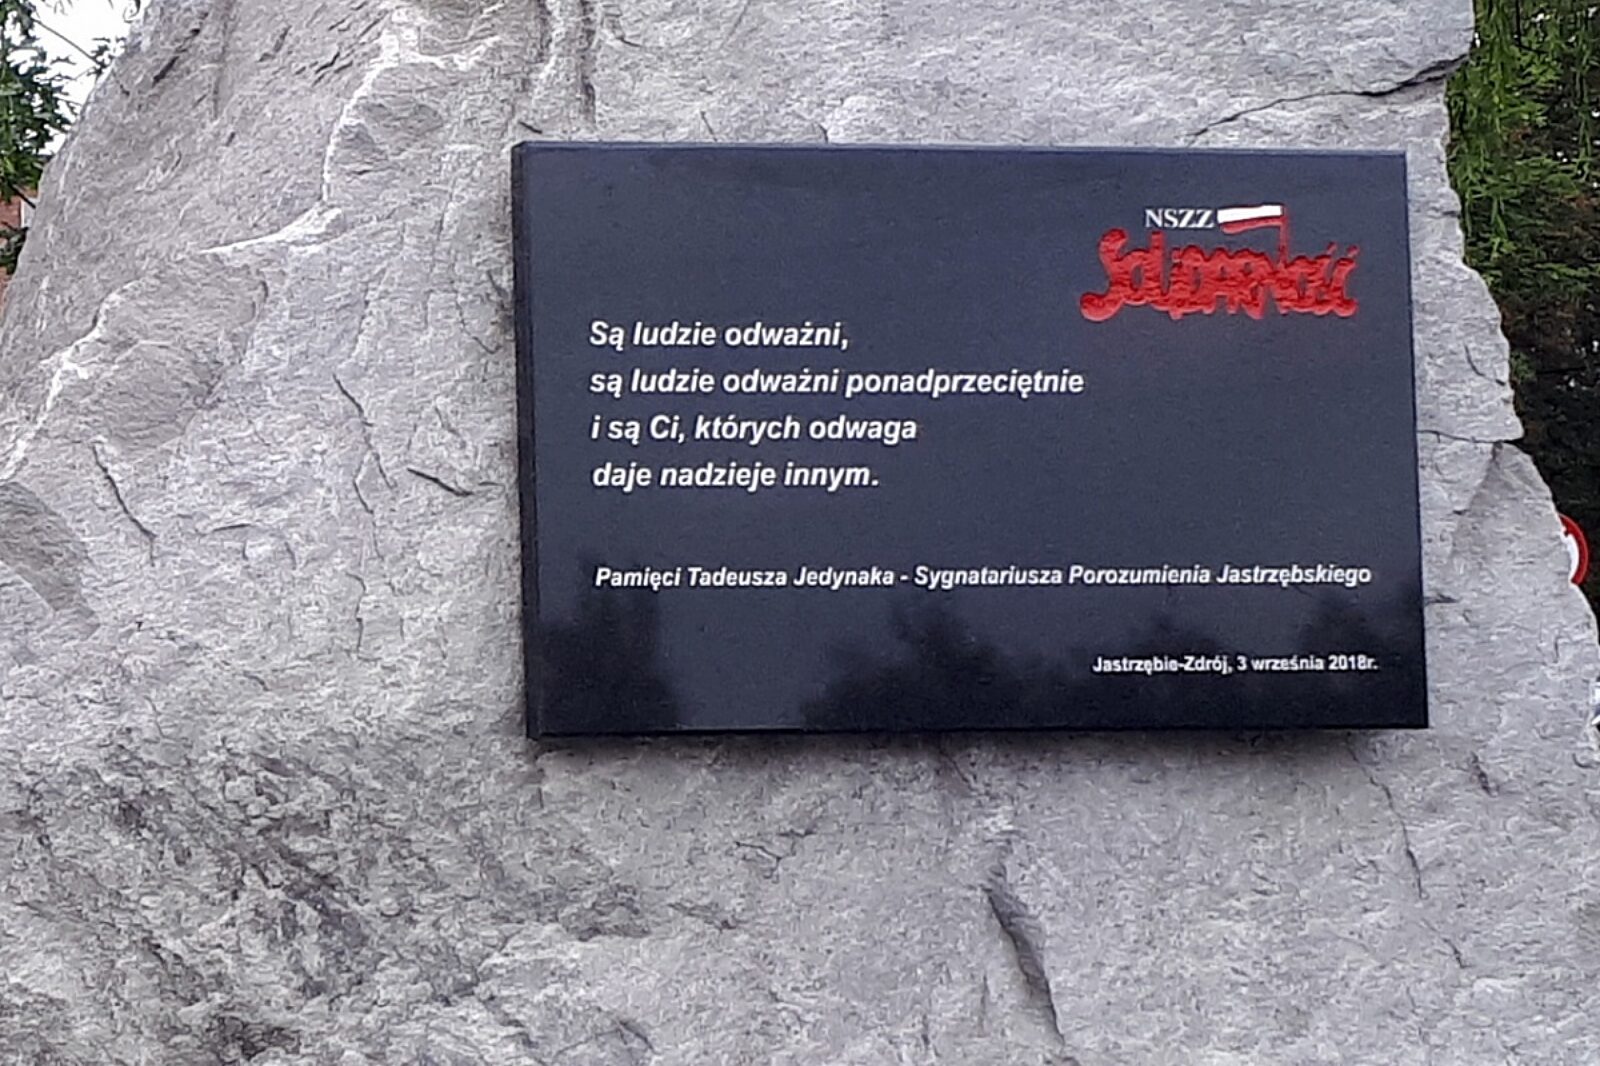 NSZZ
Solidarność
Są ludzie odważni,
są ludzie odważni ponadprzeciętnie
i są Ci, których odwaga
daje nadzieje innym.
Pamięci Tadeusza Jedynaka - Sygnatariusza Porozumienia Jastrzębskiego
Jastrzębie-Zdrój, 3 września 2018r.